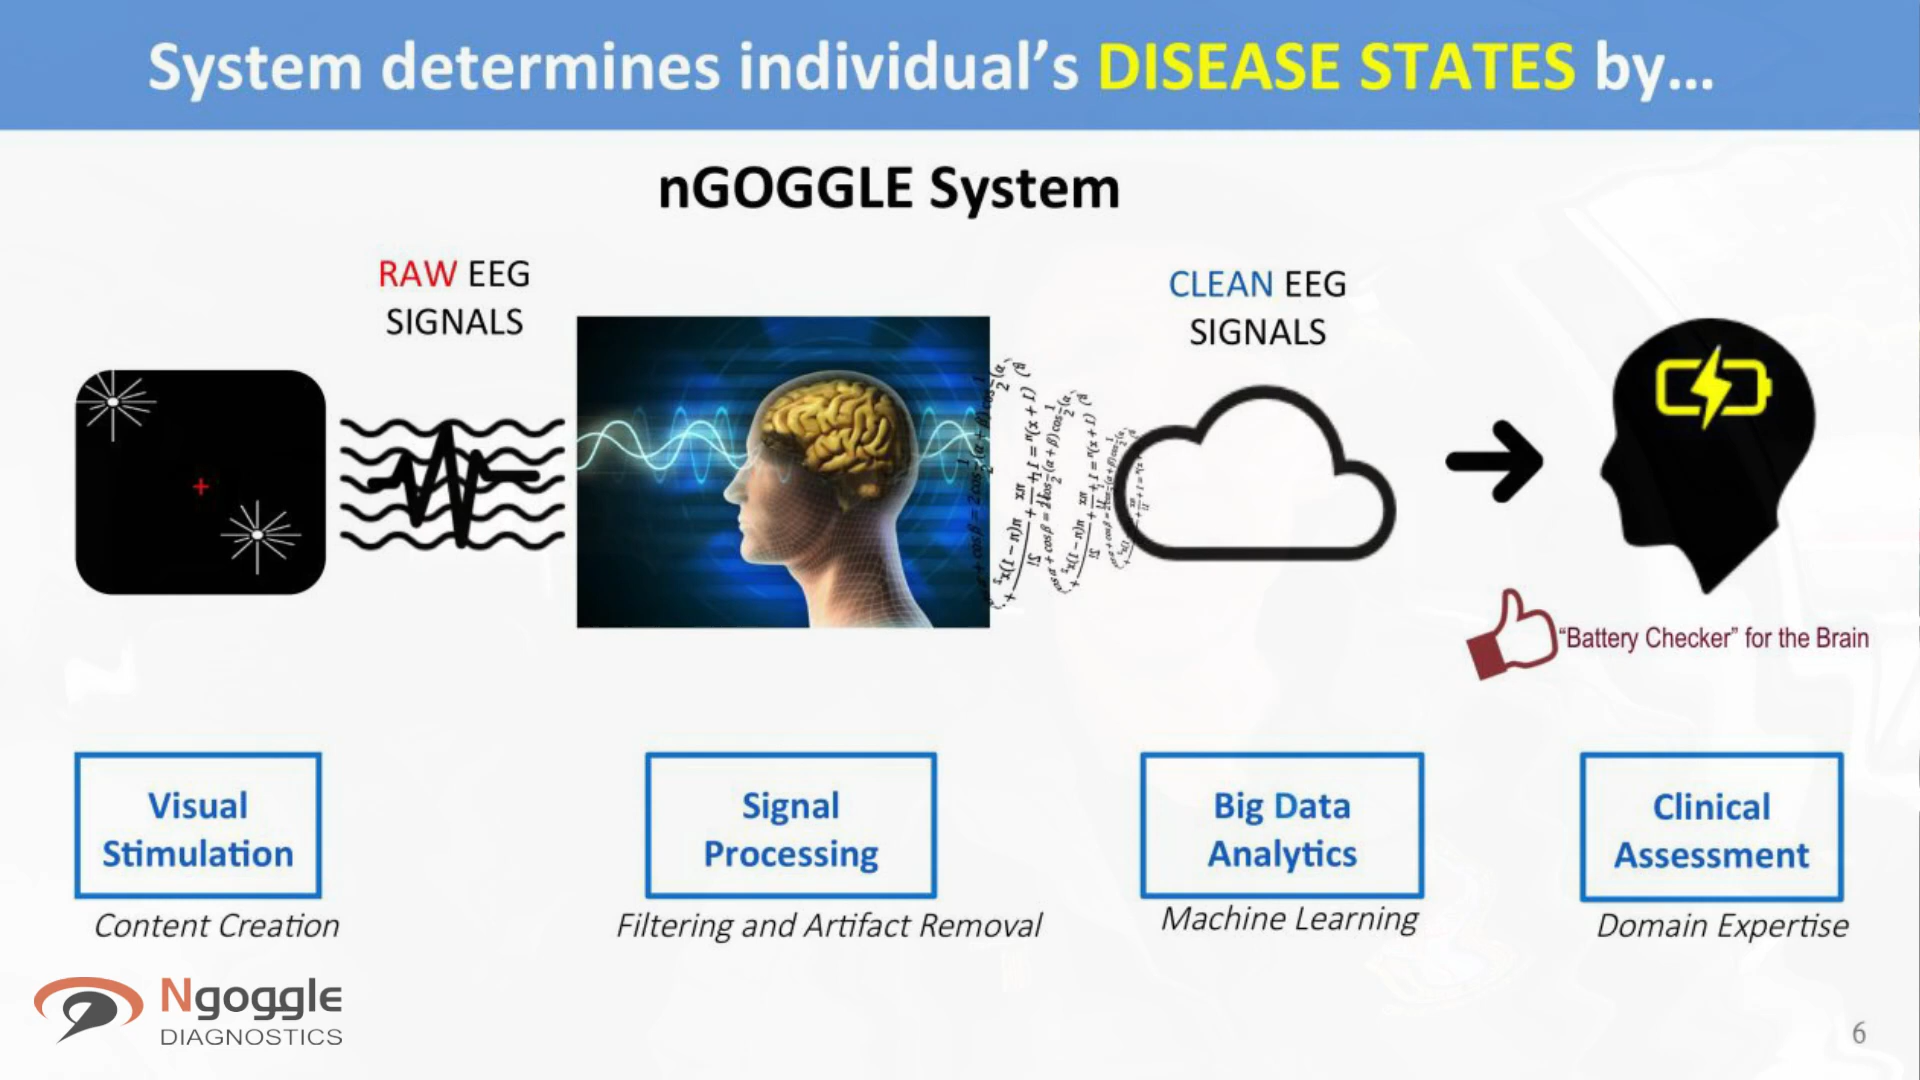 System determines individual’s DISEASE STATES by...
nGOGGLE System
RAW EEG
SIGNALS
CLEAN EEG
SIGNALS
“Battery Checker” for the Brain
Visual
Stimulation
Content Creation
Signal
Processing
Filtering and Artifact Removal
Big Data
Analytics
Machine Learning
Clinical
Assessment
Domain Expertise
Ngoggle
DIAGNOSTICS
6